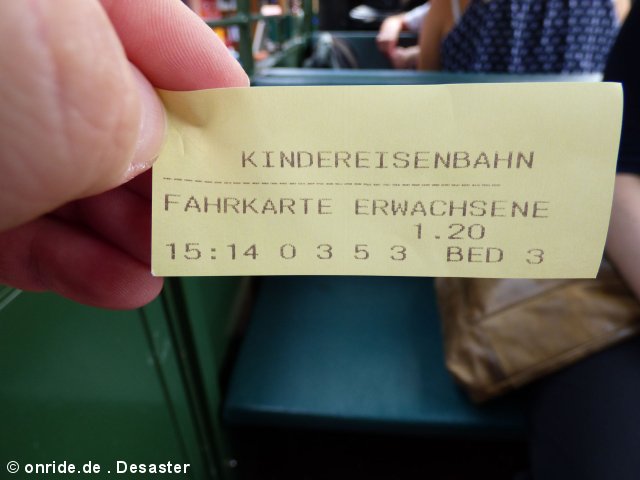 KINDEREISENBAHN
FAHRKARTE ERWACHSENE
1.20
15:14 0 3 5 3 BED 3
© onride.de . Desaster